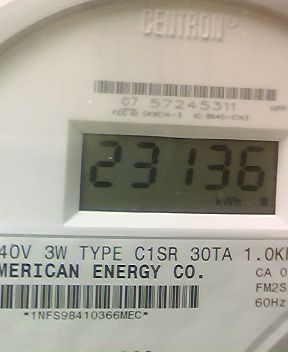 CENTRON
07 57245311
23136
kWh
40V 3W TYPE C1SR 30TA 1.0K
MERICAN ENERGY CO.
CA 0
FM2S
60Hz
*1NFS98410366MEC*